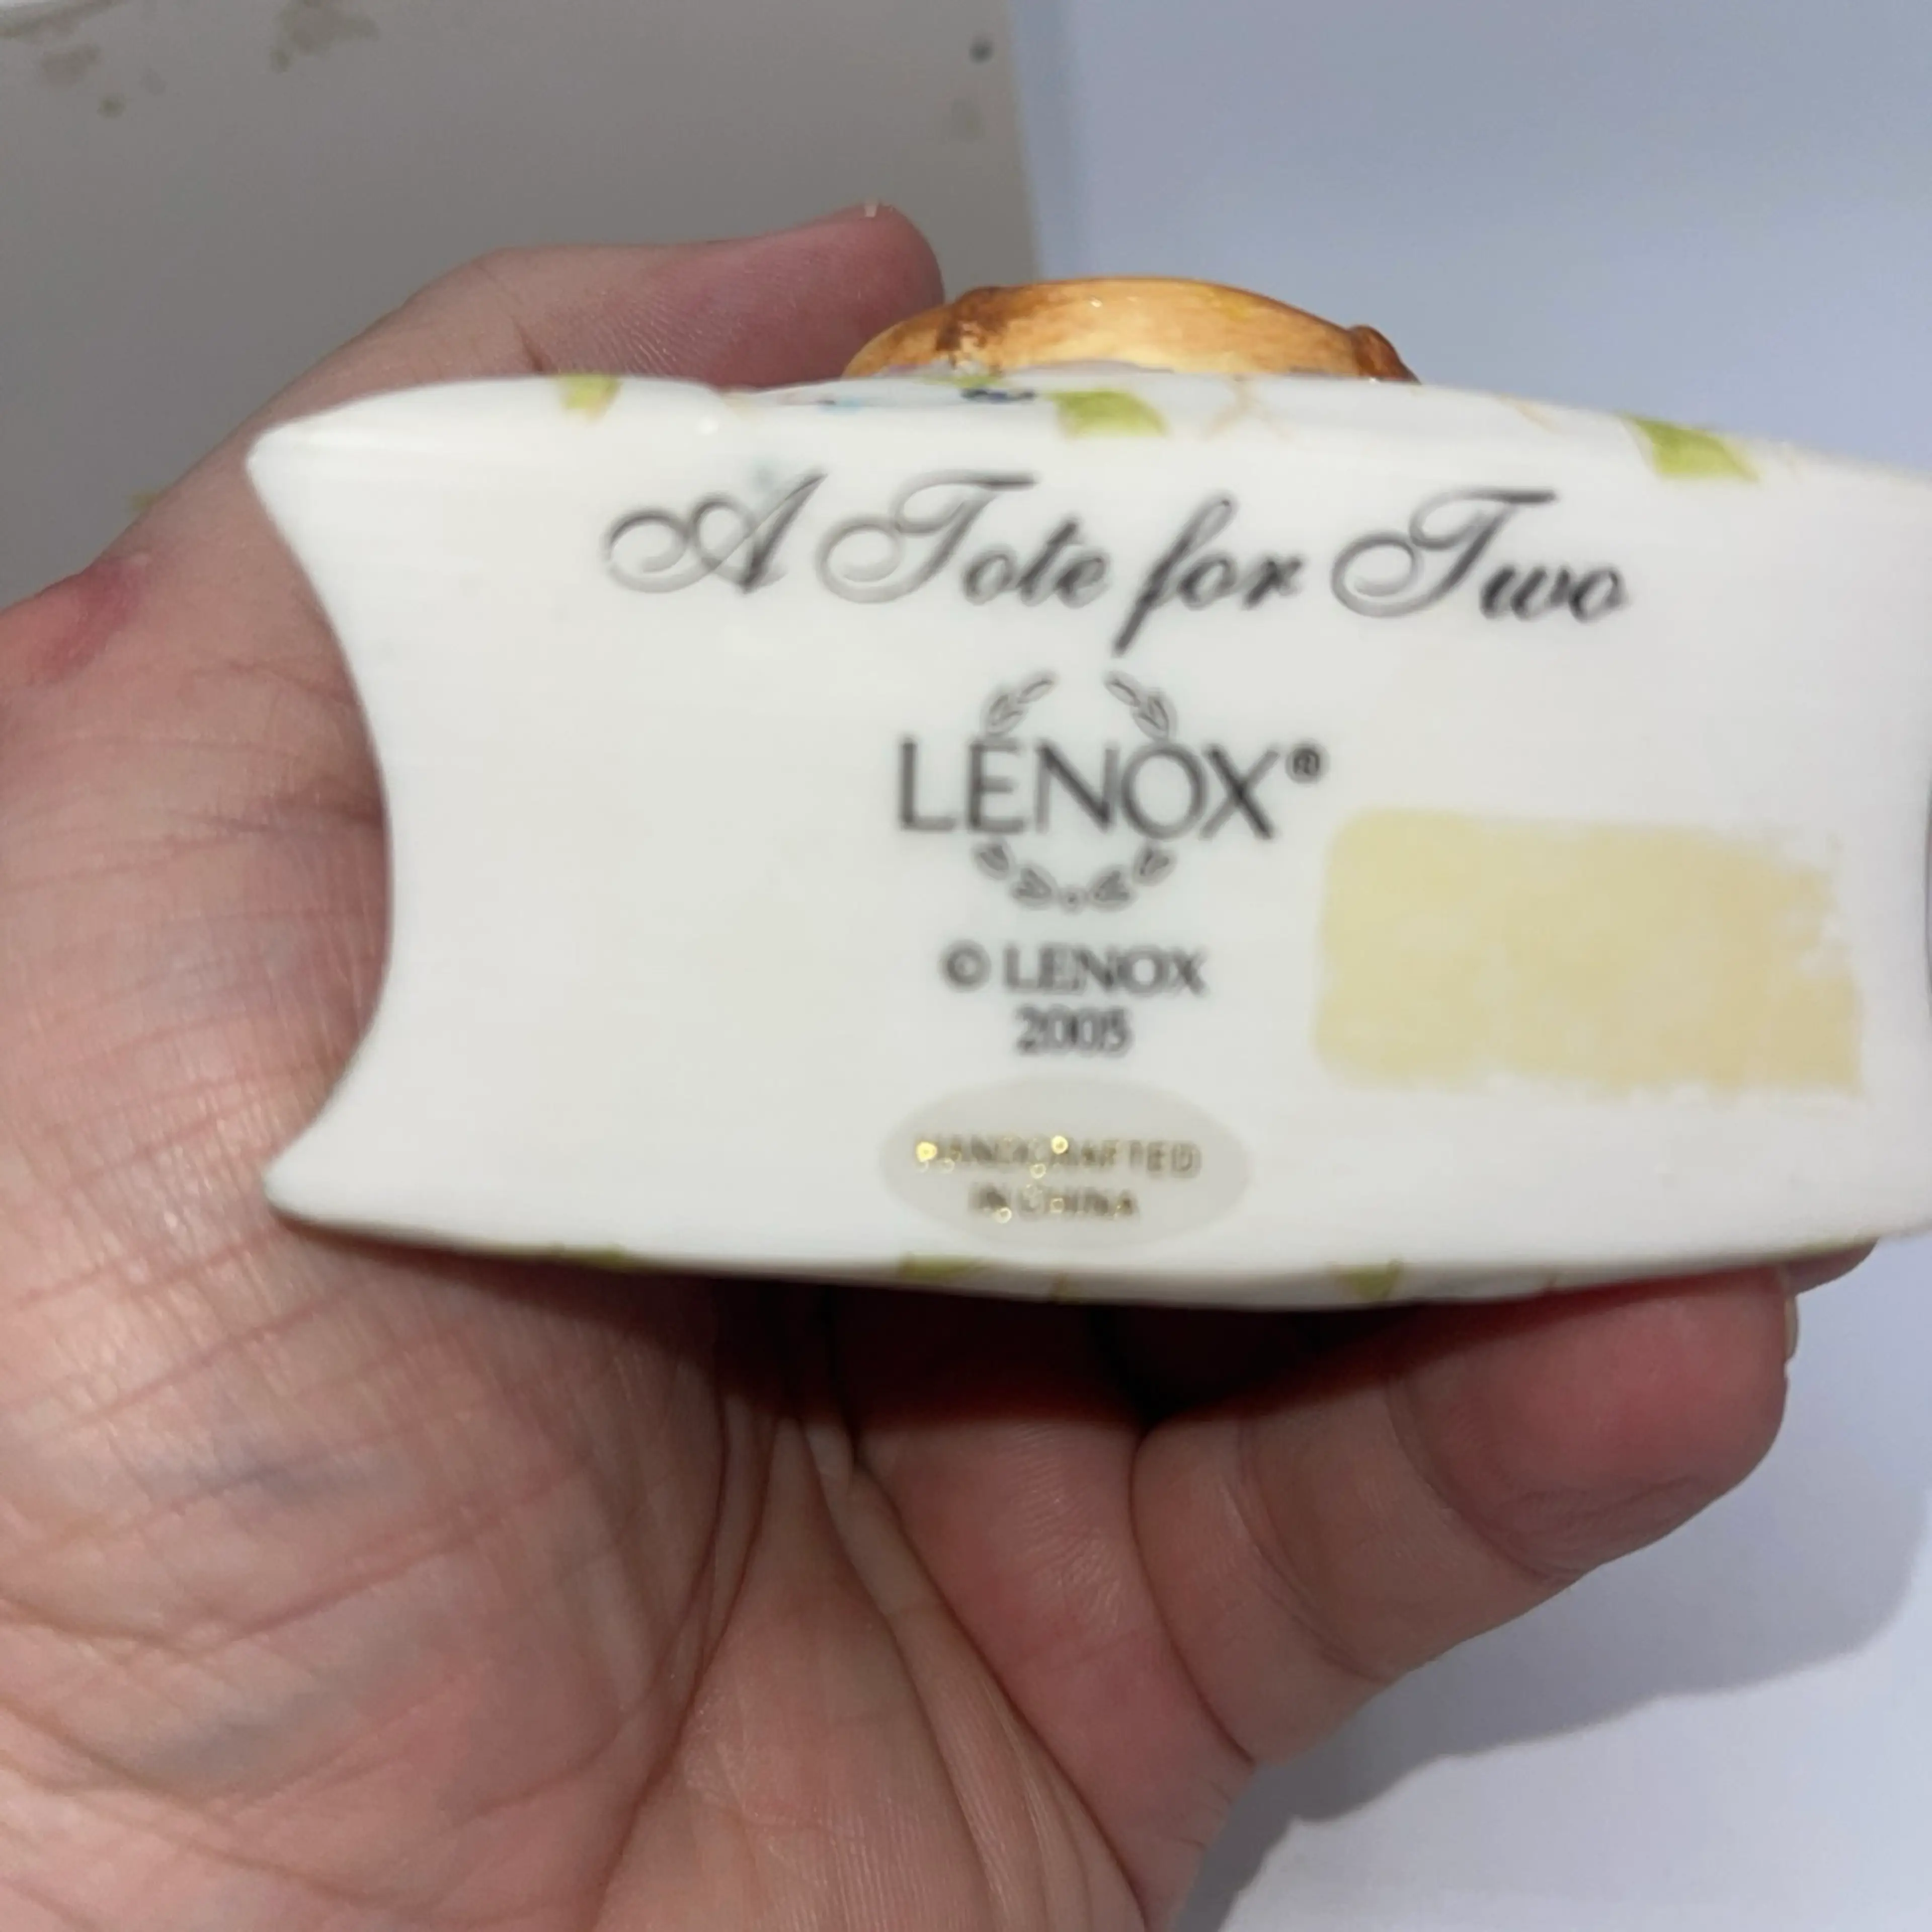 A Tote for Two
LENOX®
© LENOX
2005
HANDCRAFTED
IN CHINA